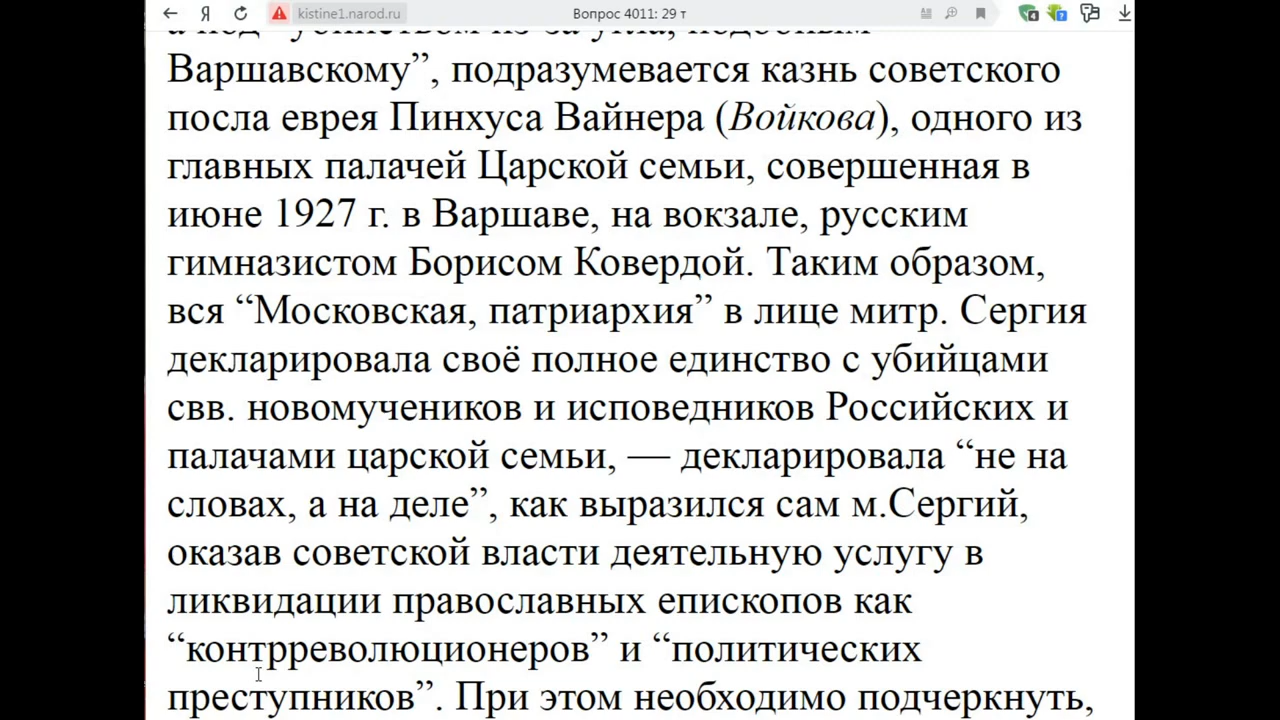 kistine1.narod.ru
Вопрос 4011: 29 т
Варшавскому”, подразумевается казнь советского
посла еврея Пинхуса Вайнера (Войкова), одного из
главных палачей Царской семьи, совершенная в
июне 1927 г. в Варшаве, на вокзале, русским
гимназистом Борисом Ковердой. Таким образом,
вся “Московская, патриархия” в лице митр. Сергия
декларировала своё полное единство с убийцами
свв. новомучеников и исповедников Российских и
палачами царской семьи, — декларировала “не на
словах, а на деле”, как выразился сам м.Сергий,
оказав советской власти деятельную услугу в
ликвидации православных епископов как
“контрреволюционеров” и “политических
преступников”. При этом необходимо подчеркнуть,